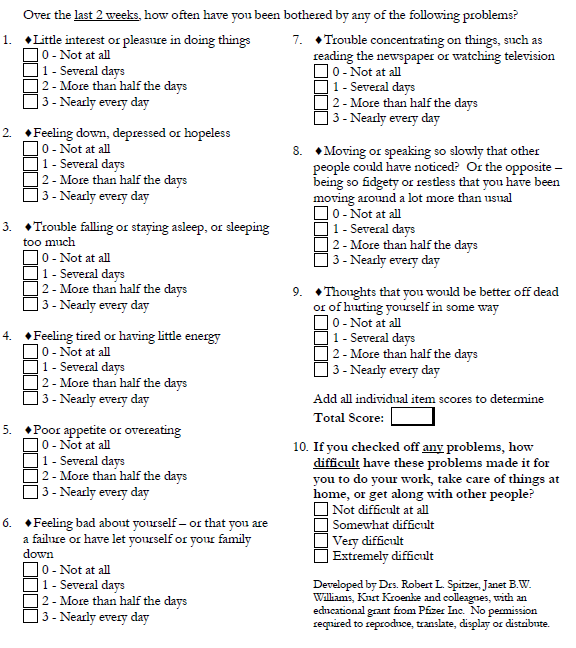 Over the last 2 weeks, how often have you been bothered by any of the following problems?
1. ♦Little interest or pleasure in doing things
0 - Not at all
1 - Several days
2 - More than half the days
3 - Nearly every day
2. ♦Feeling down, depressed or hopeless
0 - Not at all
1 - Several days
2 - More than half the days
3 - Nearly every day
3. ♦Trouble falling or staying asleep, or sleeping
too much
0 - Not at all
1 - Several days
2 - More than half the days
3 - Nearly every day
4. ♦Feeling tired or having little energy
0 - Not at all
1 - Several days
2 - More than half the days
3 - Nearly every day
5. ♦Poor appetite or overeating
0 - Not at all
1 - Several days
2 - More than half the days
3 - Nearly every day
6. ♦Feeling bad about yourself – or that you are
a failure or have let yourself or your family
down
0 - Not at all
1 - Several days
2 - More than half the days
3 - Nearly every day
7. ♦Trouble concentrating on things, such as
reading the newspaper or watching television
0 - Not at all
1 - Several days
2 - More than half the days
3 - Nearly every day
8. ♦Moving or speaking so slowly that other
people could have noticed? Or the opposite –
being so fidgety or restless that you have been
moving around a lot more than usual
0 - Not at all
1 - Several days
2 - More than half the days
3 - Nearly every day
9. ♦Thoughts that you would be better off dead
or of hurting yourself in some way
0 - Not at all
1 - Several days
2 - More than half the days
3 - Nearly every day
Add all individual item scores to determine
Total Score:
10. If you checked off any problems, how
difficult have these problems made it for
you to do your work, take care of things at
home, or get along with other people?
Not difficult at all
Somewhat difficult
Very difficult
Extremely difficult
Developed by Drs. Robert L. Spitzer, Janet B.W.
Williams, Kurt Kroenke and colleagues, with an
educational grant from Pfizer Inc. No permission
required to reproduce, translate, display or distribute.